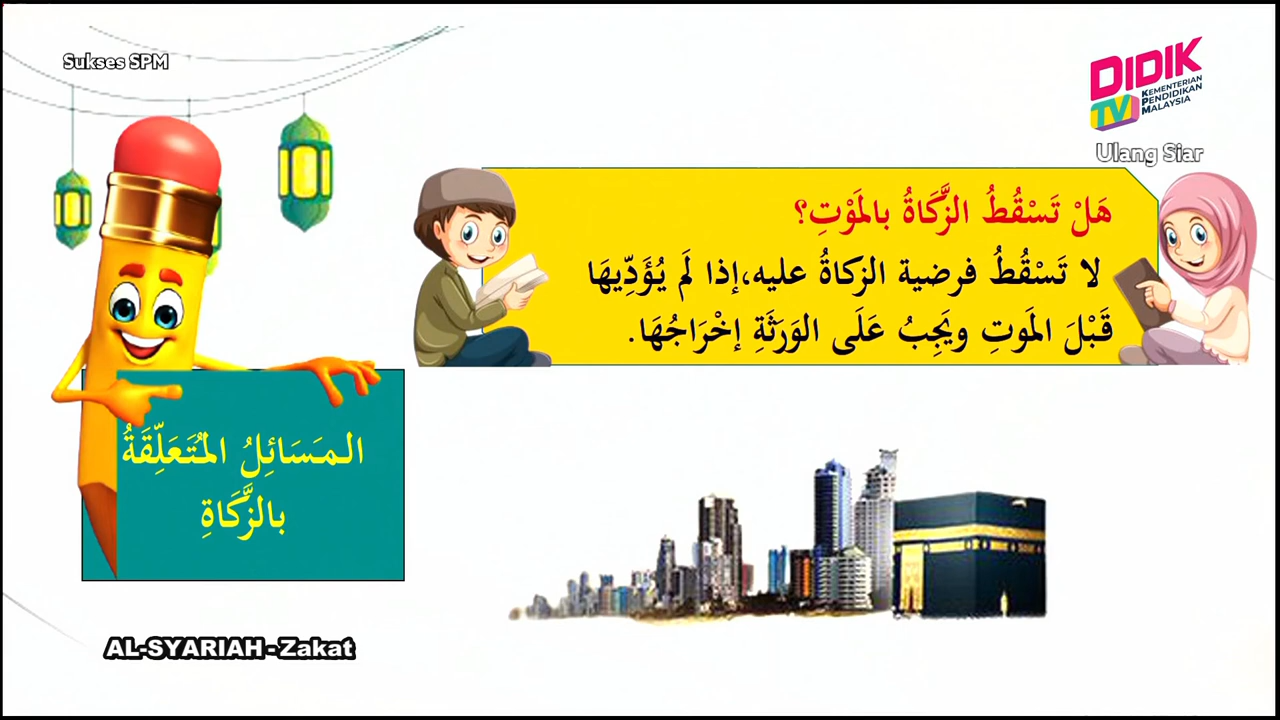 Sukses SPM
DIDIK
TV
KEMENTERIAN
PENDIDIKAN
MALAYSIA
Ulang Siar
هَلْ تَسْقُطُ الزَّكَاةُ بالمَوْتِ؟
لا تَسْقُطُ فرضية الزكاةُ عليه،إذا لَم يُؤَدِّيهَا
قَبْلَ المَوتِ ويَجِبُ عَلَى الوَرَثَةِ إخْرَاجُهَا.
المَسَائِلُ المُتَعَلِّقَةُ
بالزَّكَاةِ
AL-SYARIAH - Zakat